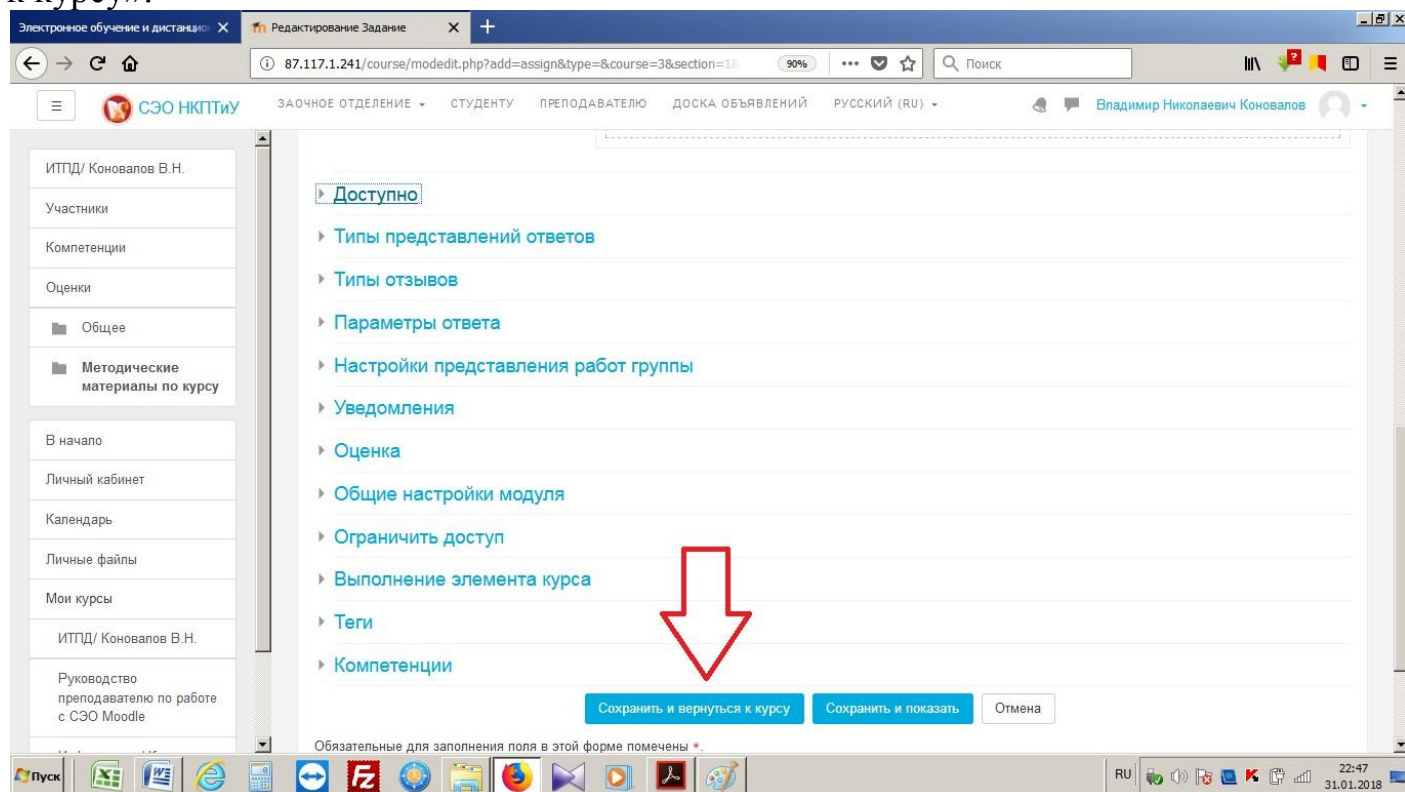 к курсу».
Электронное обучение и дистанцио
Редактирование Задание
87.117.1.241/course/modedit.php?add=assign&type=&course=3&section=18
90%
Поиск
СЭО НКПТиУ
ЗАОЧНОЕ ОТДЕЛЕНИЕ
СТУДЕНТУ
ПРЕПОДАВАТЕЛЮ
ДОСКА ОБЪЯВЛЕНИЙ
РУССКИЙ (RU)
Владимир Николаевич Коновалов
ИТПД/ Коновалов В.Н.
Участники
Компетенции
Оценки
Общее
Методические
материалы по курсу
В начало
Личный кабинет
Календарь
Личные файлы
Мои курсы
ИТПД/ Коновалов В.Н.
Руководство
преподавателю по работе
с СЭО Moodle
Доступно
Типы представлений ответов
Типы отзывов
Параметры ответа
Настройки представления работ группы
Уведомления
Оценка
Общие настройки модуля
Ограничить доступ
Выполнение элемента курса
Теги
Компетенции
Сохранить и вернуться к курсу
Сохранить и показать
Отмена
Обязательные для заполнения поля в этой форме помечены *.
Пуск
RU
22:47
31.01.2018